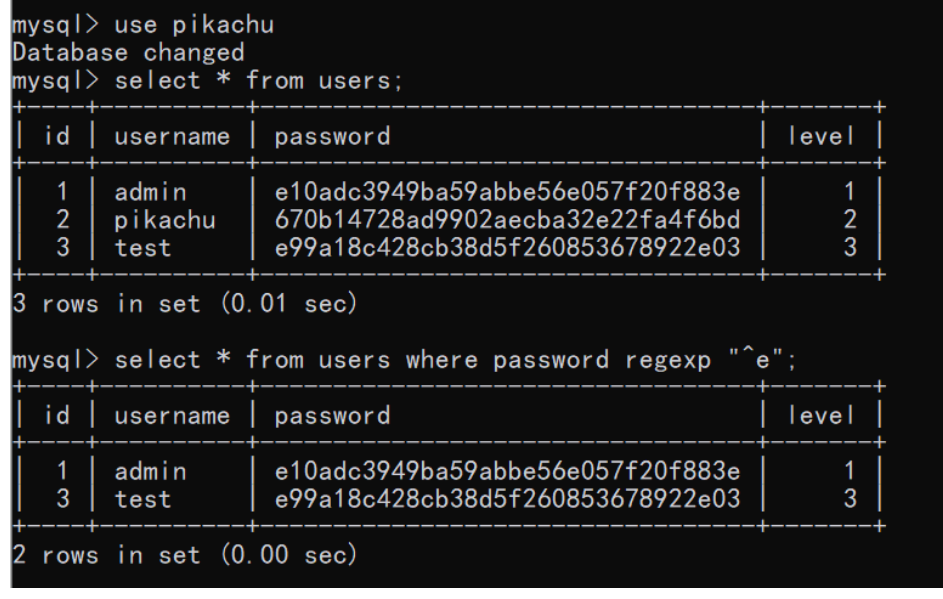 mysql> use pikachu
Database changed
mysql> select * from users;
+----+----------+----------------------------------+-------+
| id | username | password                         | level |
+----+----------+----------------------------------+-------+
|  1 | admin    | e10adc3949ba59abbe56e057f20f883e |     1 |
|  2 | pikachu  | 670b14728ad9902aecba32e22fa4f6bd |     2 |
|  3 | test     | e99a18c428cb38d5f260853678922e03 |     3 |
+----+----------+----------------------------------+-------+
3 rows in set (0.01 sec)
mysql> select * from users where password regexp "^e";
+----+----------+----------------------------------+-------+
| id | username | password                         | level |
+----+----------+----------------------------------+-------+
|  1 | admin    | e10adc3949ba59abbe56e057f20f883e |     1 |
|  3 | test     | e99a18c428cb38d5f260853678922e03 |     3 |
+----+----------+----------------------------------+-------+
2 rows in set (0.00 sec)